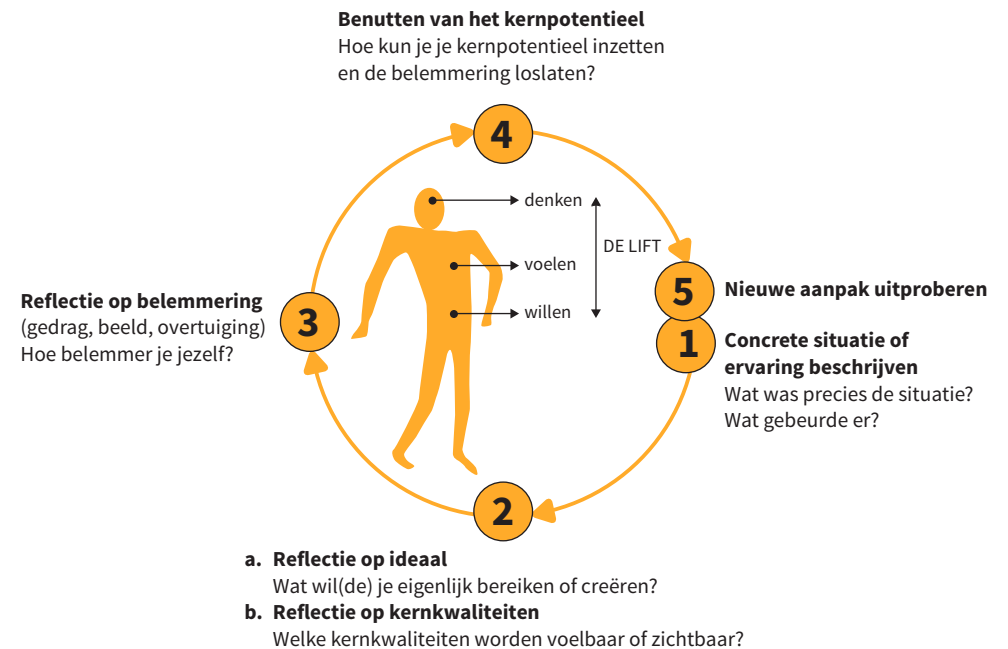 Benutten van het kernpotentieel
Hoe kun je je kernpotentieel inzetten
en de belemmering loslaten?
4
denken
DE LIFT
voelen
willen
5
Nieuwe aanpak uitproberen
1
Concrete situatie of
ervaring beschrijven
Wat was precies de situatie?
Wat gebeurde er?
Reflectie op belemmering
(gedrag, beeld, overtuiging)
Hoe belemmer je jezelf?
3
2
a. Reflectie op ideaal
Wat wil(de) je eigenlijk bereiken of creëren?
b. Reflectie op kernkwaliteiten
Welke kernkwaliteiten worden voelbaar of zichtbaar?